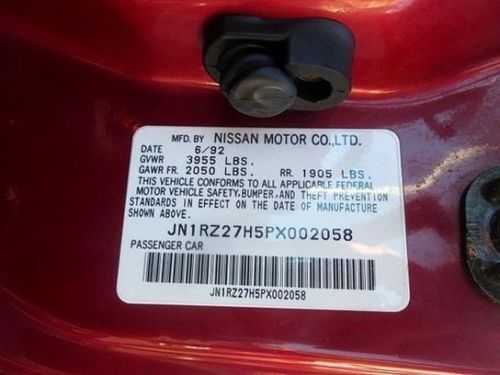 MFD. BY NISSAN MOTOR CO.,LTD.
DATE 6/92
GVWR 3955 LBS.
GAWR FR. 2050 LBS. RR. 1905 LBS.
THIS VEHICLE CONFORMS TO ALL APPLICABLE FEDERAL
MOTOR VEHICLE SAFETY,BUMPER,AND THEFT PREVENTION
STANDARDS IN EFFECT ON THE DATE OF MANUFACTURE
SHOWN ABOVE.
JN1RZ27H5PX002058
PASSENGER CAR
JN1RZ27H5PX002058